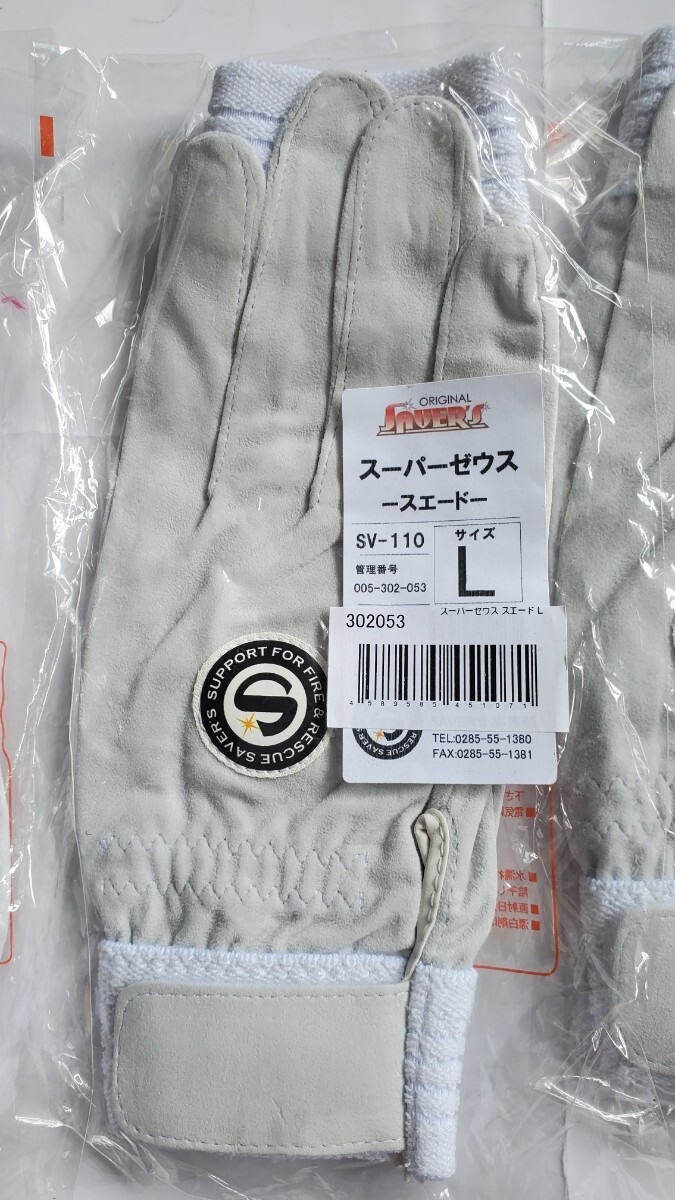 ORIGINAL
SAVER'S
スーパーゼウス
ースエードー
SV-110
サイズ
L
管理番号
005-302-053
スーパーゼウス スエード L
302053
4589585451071
TEL:0285-55-1380
FAX:0285-55-1381
SUPPORT FOR FIRE & RESCUE SAVER'S
S